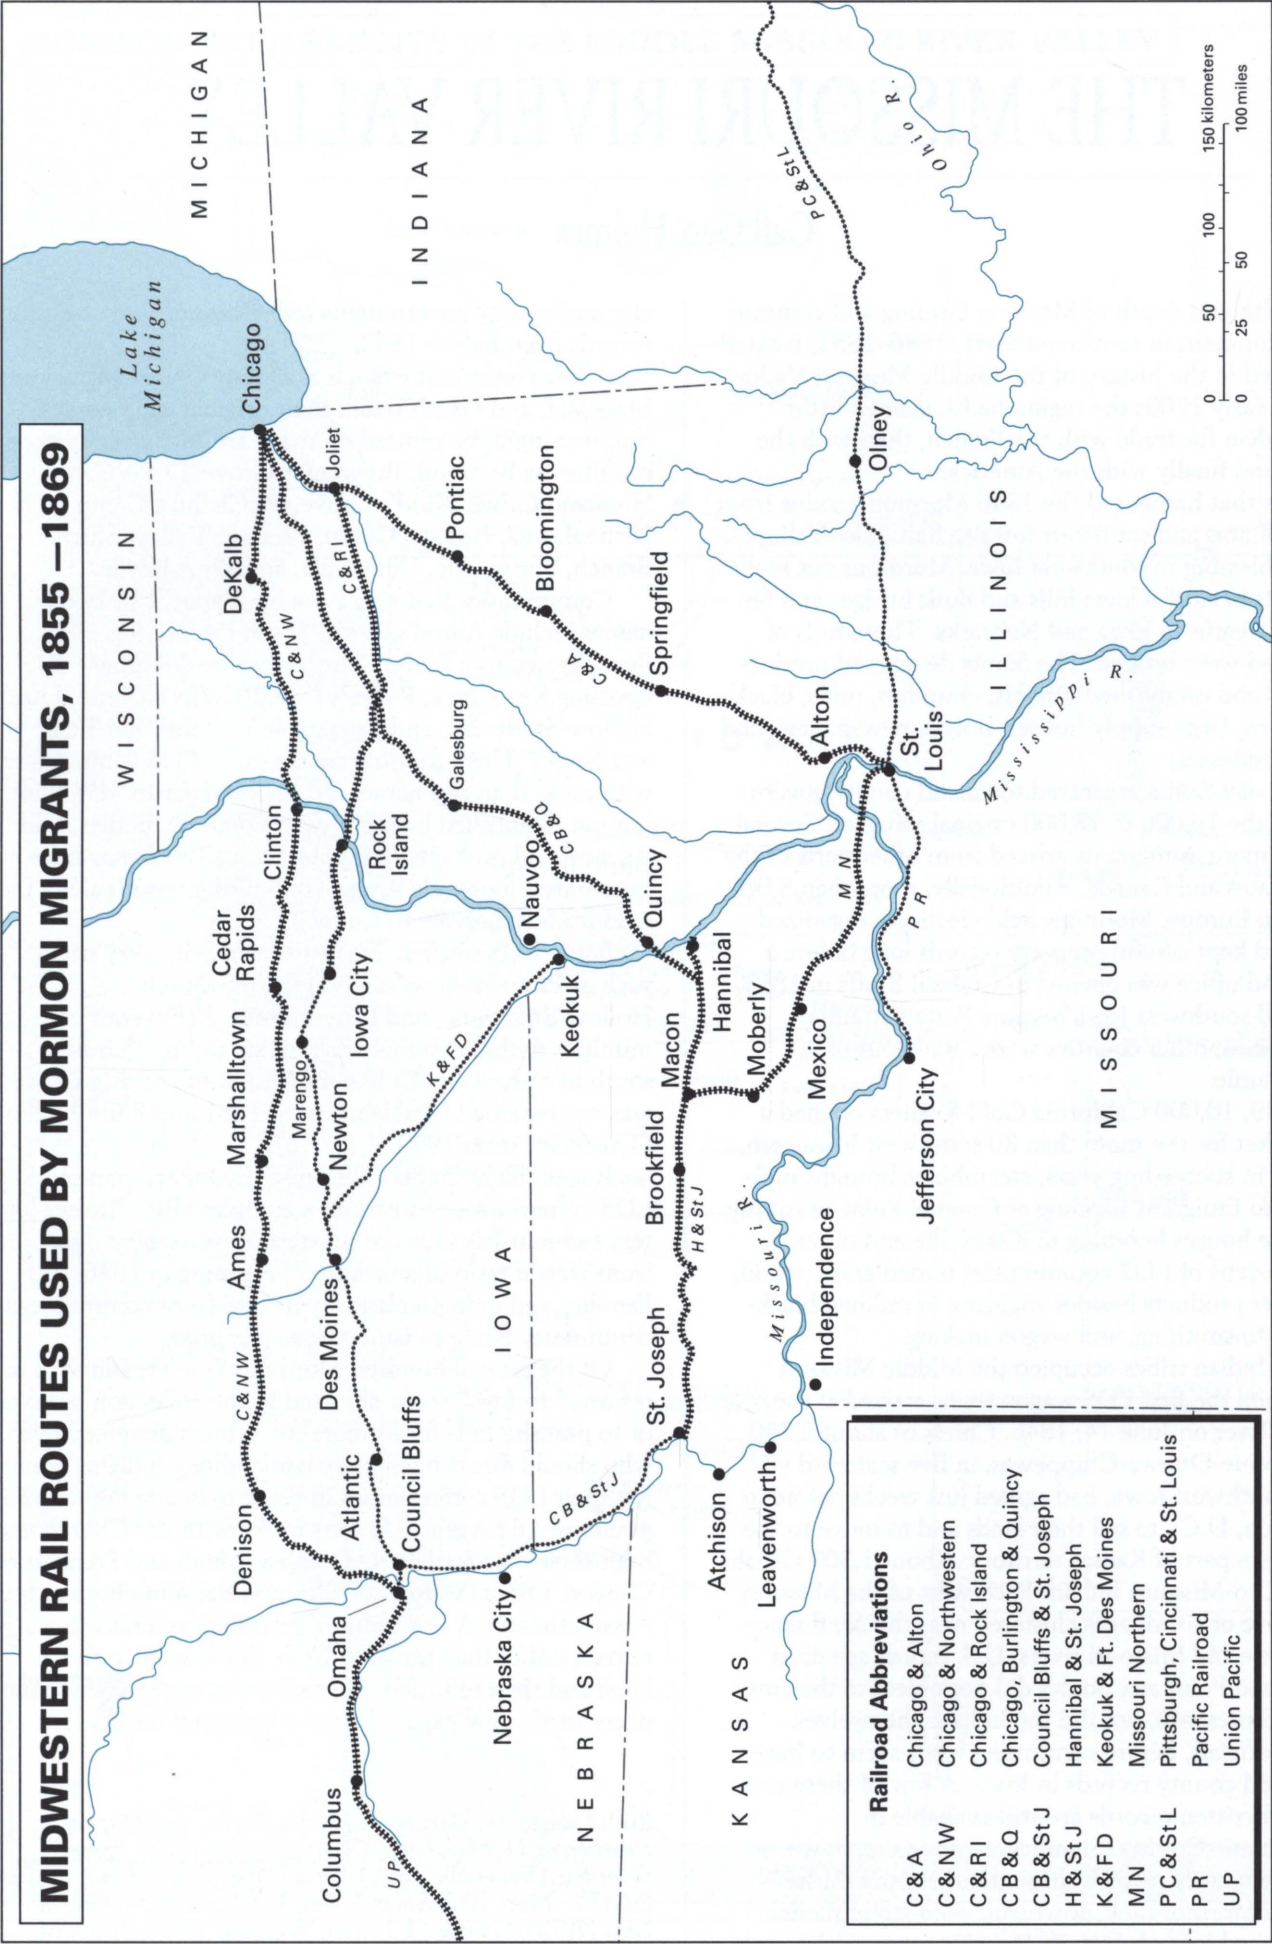 MIDWESTERN RAIL ROUTES USED BY MORMON MIGRANTS, 1855–1869
WISCONSIN
Lake
Michigan
MICHIGAN
INDIANA
Chicago
DeKalb
Joliet
C & NW
C & RI
Clinton
Cedar
Rapids
Marshalltown
Ames
C & NW
Denison
Rock
Island
Iowa City
Marengo
Newton
Des Moines
Atlantic
Council Bluffs
Omaha
Columbus
UP
Pontiac
Galesburg
Bloomington
C & A
CB & Q
Nauvoo
Keokuk
K & FD
IOWA
CB & St J
Nebraska City
NEBRASKA
Springfield
Quincy
Hannibal
Macon
Brookfield
H & St J
St. Joseph
Atchison
Leavenworth
KANSAS
PC & St L
Ohio R.
Alton
St.
Louis
Olney
MN
PR
Moberly
Mexico
Missouri R.
Independence
Jefferson City
ILLINOIS
Mississippi R.
MISSOURI
0 50 100 150 kilometers
0 25 50 100 miles
Railroad Abbreviations
C & A Chicago & Alton
C & NW Chicago & Northwestern
C & RI Chicago & Rock Island
CB & Q Chicago, Burlington & Quincy
CB & St J Council Bluffs & St. Joseph
H & St J Hannibal & St. Joseph
K & FD Keokuk & Ft. Des Moines
MN Missouri Northern
PC & St L Pittsburgh, Cincinnati & St. Louis
PR Pacific Railroad
UP Union Pacific